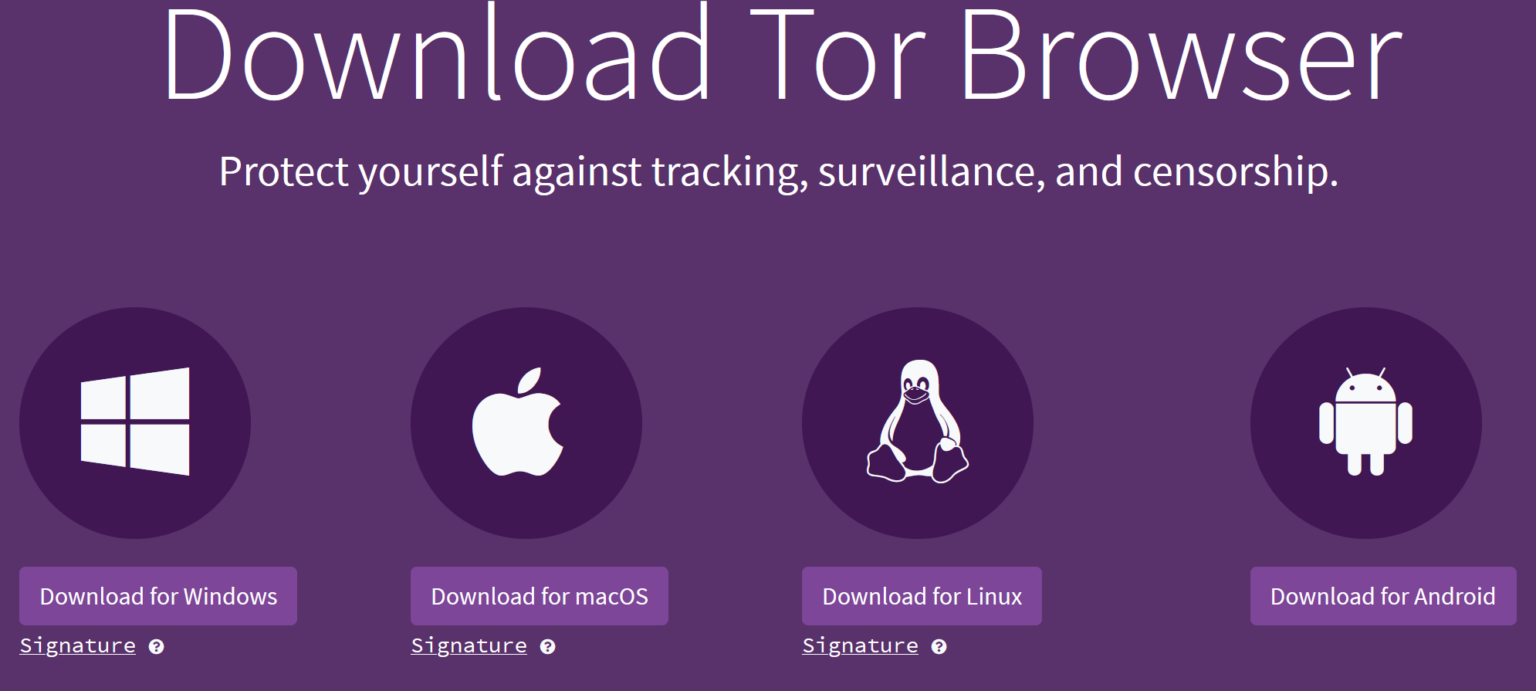 Download Tor Browser
Protect yourself against tracking, surveillance, and censorship.
Download for Windows
Download for macOS
Download for Linux
Download for Android
Signature ?
Signature ?
Signature ?